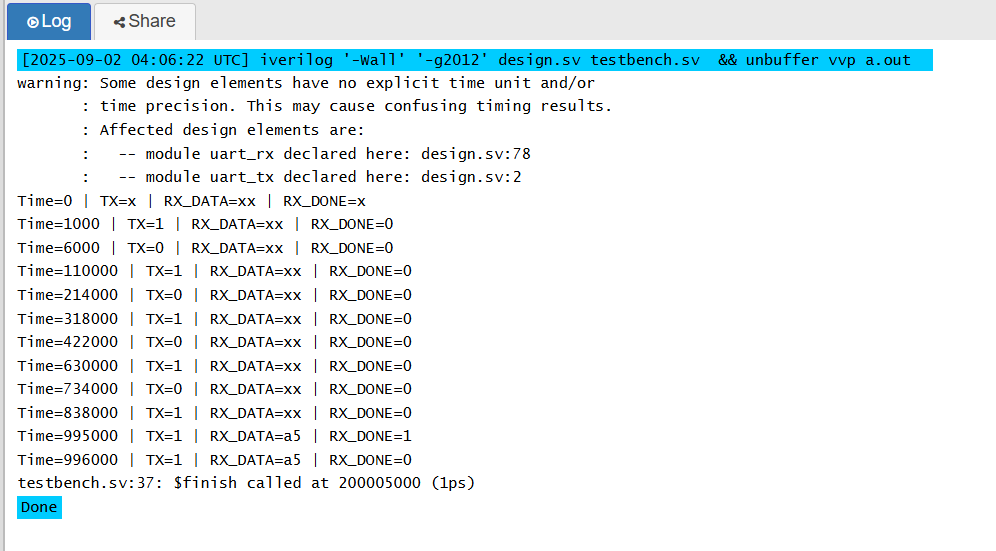 Log
Share
[2025-09-02 04:06:22 UTC] iverilog '-Wall' '-g2012' design.sv testbench.sv  && unbuffer vvp a.out
warning: Some design elements have no explicit time unit and/or
       : time precision. This may cause confusing timing results.
       : Affected design elements are:
       :   -- module uart_rx declared here: design.sv:78
       :   -- module uart_tx declared here: design.sv:2
Time=0 | TX=x | RX_DATA=xx | RX_DONE=x
Time=1000 | TX=1 | RX_DATA=xx | RX_DONE=0
Time=6000 | TX=0 | RX_DATA=xx | RX_DONE=0
Time=110000 | TX=1 | RX_DATA=xx | RX_DONE=0
Time=214000 | TX=0 | RX_DATA=xx | RX_DONE=0
Time=318000 | TX=1 | RX_DATA=xx | RX_DONE=0
Time=422000 | TX=0 | RX_DATA=xx | RX_DONE=0
Time=630000 | TX=1 | RX_DATA=xx | RX_DONE=0
Time=734000 | TX=0 | RX_DATA=xx | RX_DONE=0
Time=838000 | TX=1 | RX_DATA=xx | RX_DONE=0
Time=995000 | TX=1 | RX_DATA=a5 | RX_DONE=1
Time=996000 | TX=1 | RX_DATA=a5 | RX_DONE=0
testbench.sv:37: $finish called at 200005000 (1ps)
Done